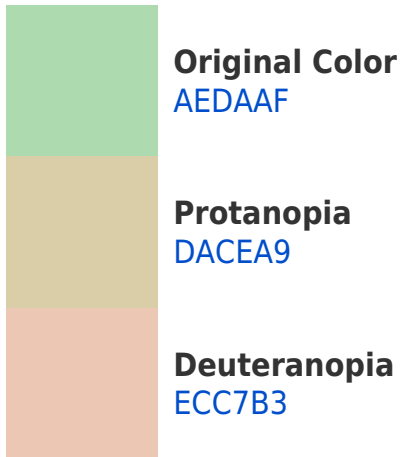 Original Color
AEDAAF
Protanopia
DACEA9
Deuteranopia
ECC7B3